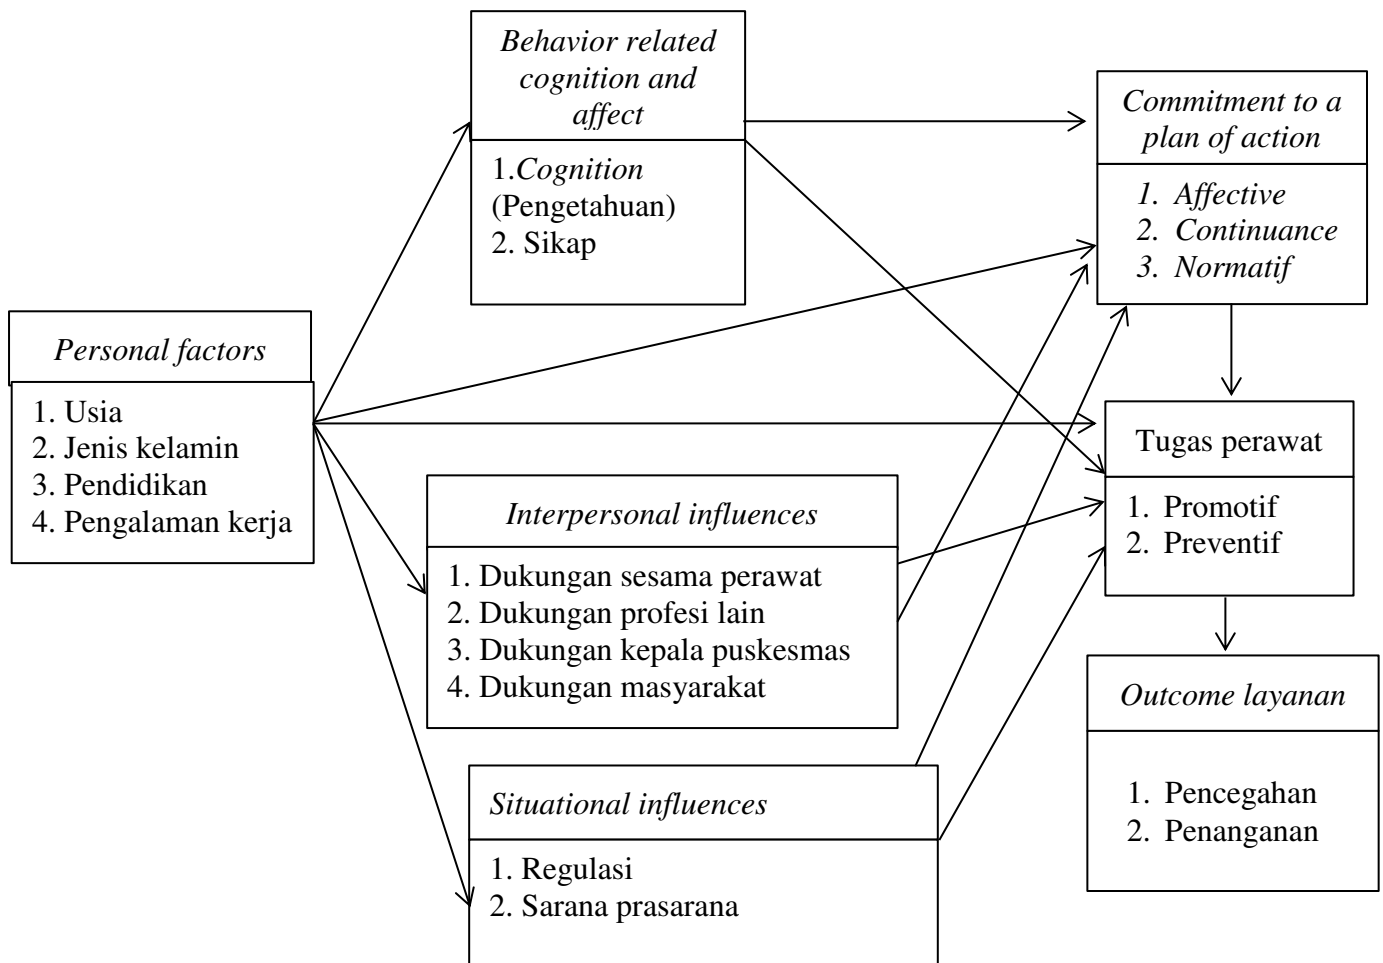 Behavior related
cognition and
affect
1.Cognition
(Pengetahuan)
2. Sikap
Commitment to a
plan of action
1. Affective
2. Continuance
3. Normatif
Personal factors
1. Usia
2. Jenis kelamin
3. Pendidikan
4. Pengalaman kerja
Interpersonal influences
1. Dukungan sesama perawat
2. Dukungan profesi lain
3. Dukungan kepala puskesmas
4. Dukungan masyarakat
Tugas perawat
1. Promotif
2. Preventif
Situational influences
1. Regulasi
2. Sarana prasarana
Outcome layanan
1. Pencegahan
2. Penanganan